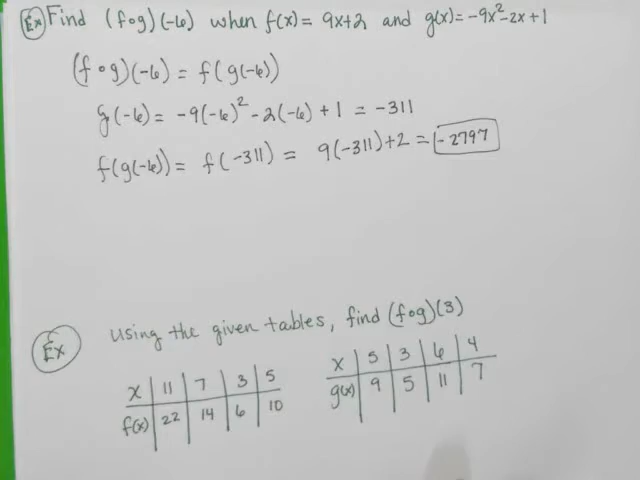 Ex Find (f∘g)(-6) when f(x) = 9x+2 and g(x) = -9x²-2x+1
(f∘g)(-6) = f(g(-6))
g(-6) = -9(-6)² - 2(-6) + 1 = -311
f(g(-6)) = f(-311) = 9(-311)+2 = -2797
Ex Using the given tables, find (f∘g)(3)
x 11 7 3 5
f(x) 22 14 6 10
x 5 3 6 4
g(x) 9 5 11 7